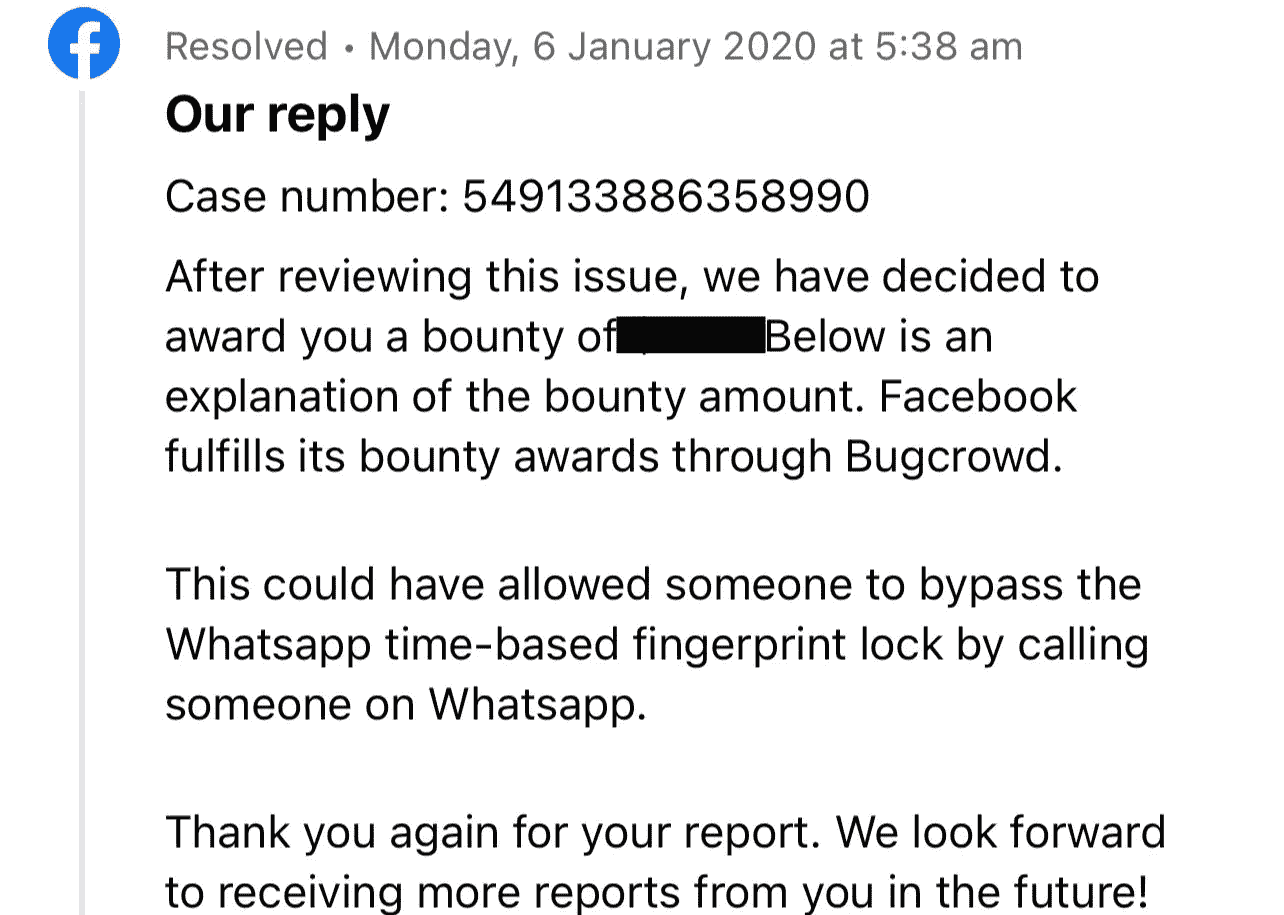 Resolved • Monday, 6 January 2020 at 5:38 am
Our reply
Case number: 549133886358990
After reviewing this issue, we have decided to
award you a bounty of Below is an
explanation of the bounty amount. Facebook
fulfills its bounty awards through Bugcrowd.
This could have allowed someone to bypass the
Whatsapp time-based fingerprint lock by calling
someone on Whatsapp.
Thank you again for your report. We look forward
to receiving more reports from you in the future!